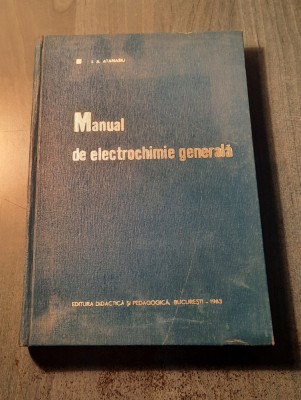 I. A. ATANASIU
Manual
de electrochimie generală
EDITURA DIDACTICĂ ȘI PEDAGOGICĂ, BUCUREȘTI - 1963